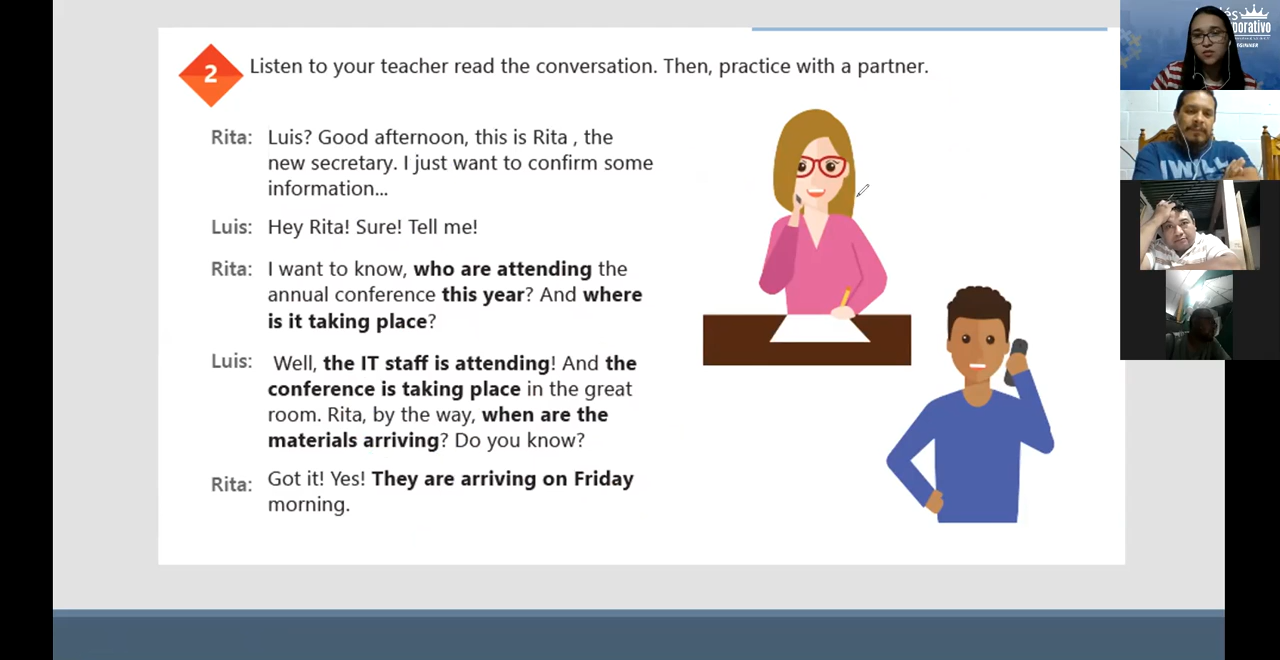 2 Listen to your teacher read the conversation. Then, practice with a partner.
Rita: Luis? Good afternoon, this is Rita , the
new secretary. I just want to confirm some
information...
Luis: Hey Rita! Sure! Tell me!
Rita: I want to know, who are attending the
annual conference this year? And where
is it taking place?
Luis: Well, the IT staff is attending! And the
conference is taking place in the great
room. Rita, by the way, when are the
materials arriving? Do you know?
Rita: Got it! Yes! They are arriving on Friday
morning.